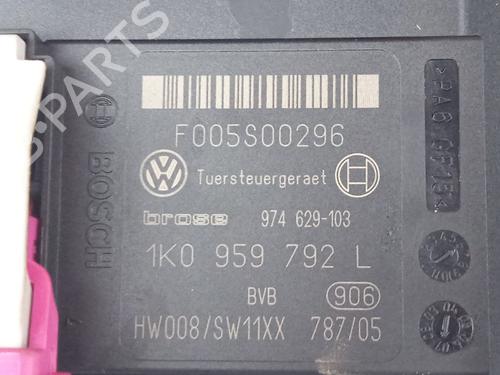 F005S00296
Tuersteuergeraet
brose 974 629-103
1K0 959 792 L
BVB 906
HW008/SW11XX 787/05
BOSCH
B-PARTS